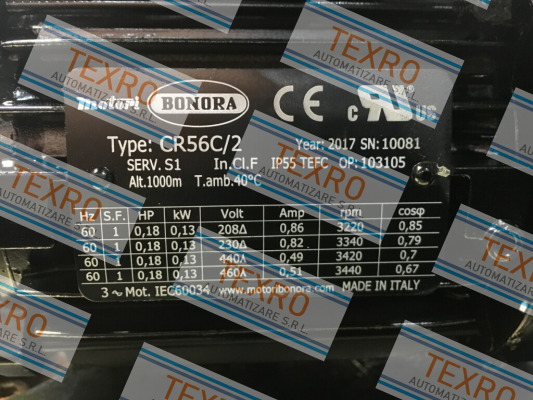 motori BONORA CE c UR us
Type: CR56C/2 Year: 2017 SN: 10081
SERV. S1 In.Cl.F IP55 TEFC OP: 103105
Alt.1000m T.amb.40°C
Hz S.F. HP kW Volt Amp rpm cosφ
60 1 0,18 0,13 208Δ 0,86 3220 0,85
60 1 0,18 0,13 230Δ 0,82 3340 0,79
60 1 0,18 0,13 440⅄ 0,49 3420 0,7
60 1 0,18 0,13 460⅄ 0,51 3440 0,67
3~Mot. IEC60034 www.motoribonora.com MADE IN ITALY
TEXRO
AUTOMATIZARE S.R.L.